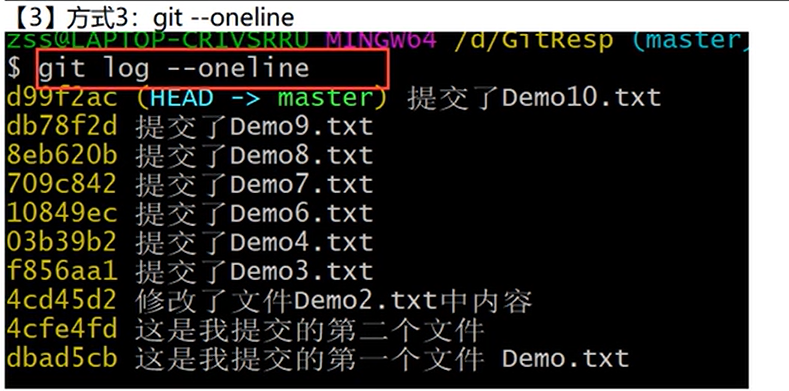 【3】方式3：git --oneline
zss@LAPTOP-CRIVSRRU MINGW64 /d/GitResp (master)
$ git log --oneline
d99f2ac (HEAD -> master) 提交了Demo10.txt
db78f2d 提交了Demo9.txt
8eb620b 提交了Demo8.txt
709c842 提交了Demo7.txt
10849ec 提交了Demo6.txt
03b39b2 提交了Demo4.txt
f856aa1 提交了Demo3.txt
4cd45d2 修改了文件Demo2.txt中内容
4cfe4fd 这是我提交的第二个文件
dbad5cb 这是我提交的第一个文件 Demo.txt